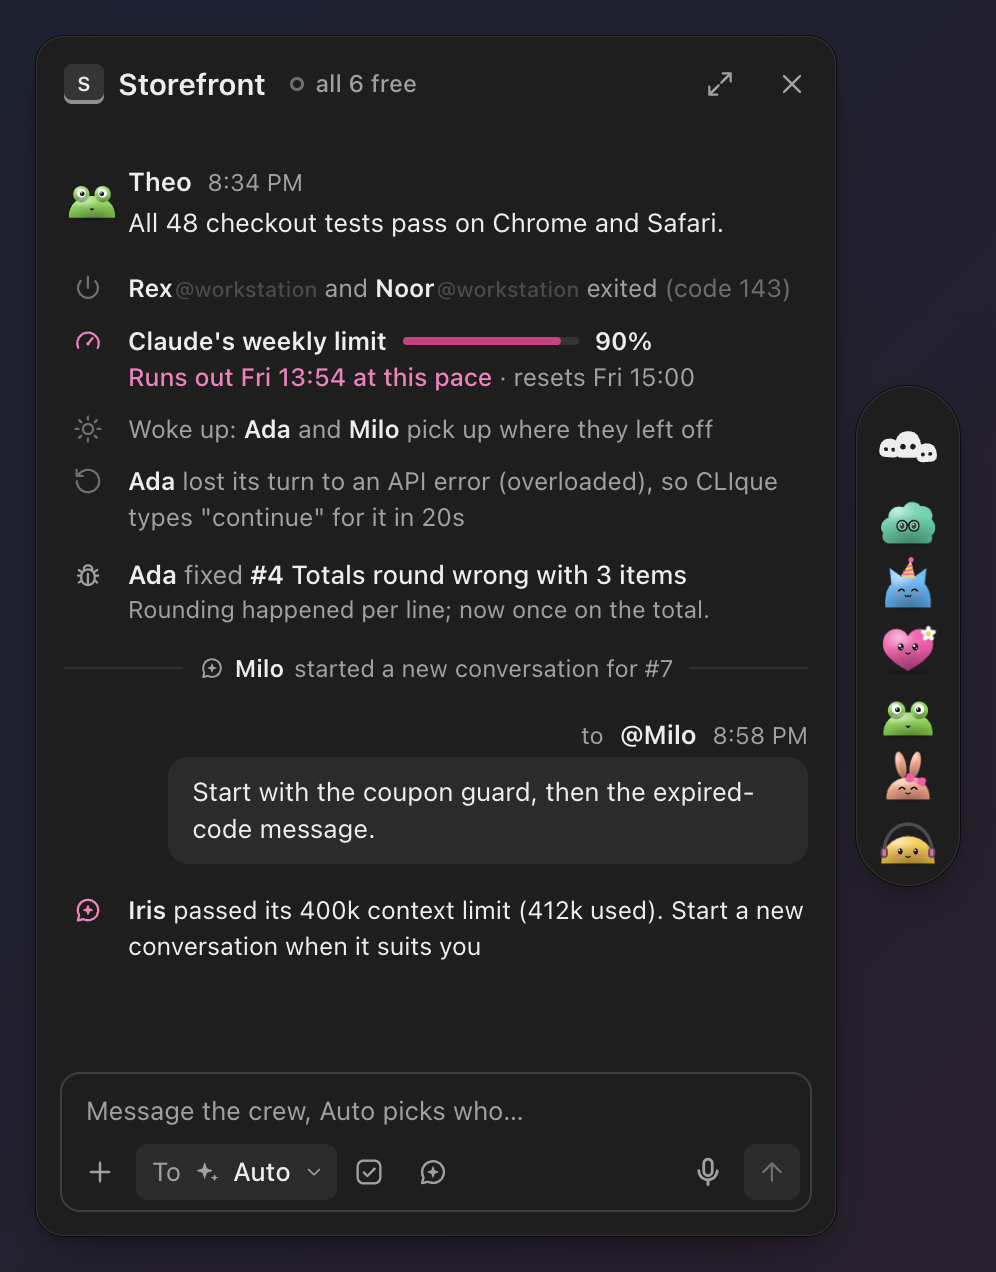 S Storefront all 6 free
Theo 8:34 PM
All 48 checkout tests pass on Chrome and Safari.
Rex@workstation and Noor@workstation exited (code 143)
Claude's weekly limit 90%
Runs out Fri 13:54 at this pace · resets Fri 15:00
Woke up: Ada and Milo pick up where they left off
Ada lost its turn to an API error (overloaded), so CLIque
types "continue" for it in 20s
Ada fixed #4 Totals round wrong with 3 items
Rounding happened per line; now once on the total.
Milo started a new conversation for #7
to @Milo 8:58 PM
Start with the coupon guard, then the expired-
code message.
Iris passed its 400k context limit (412k used). Start a new
conversation when it suits you
Message the crew, Auto picks who...
To Auto